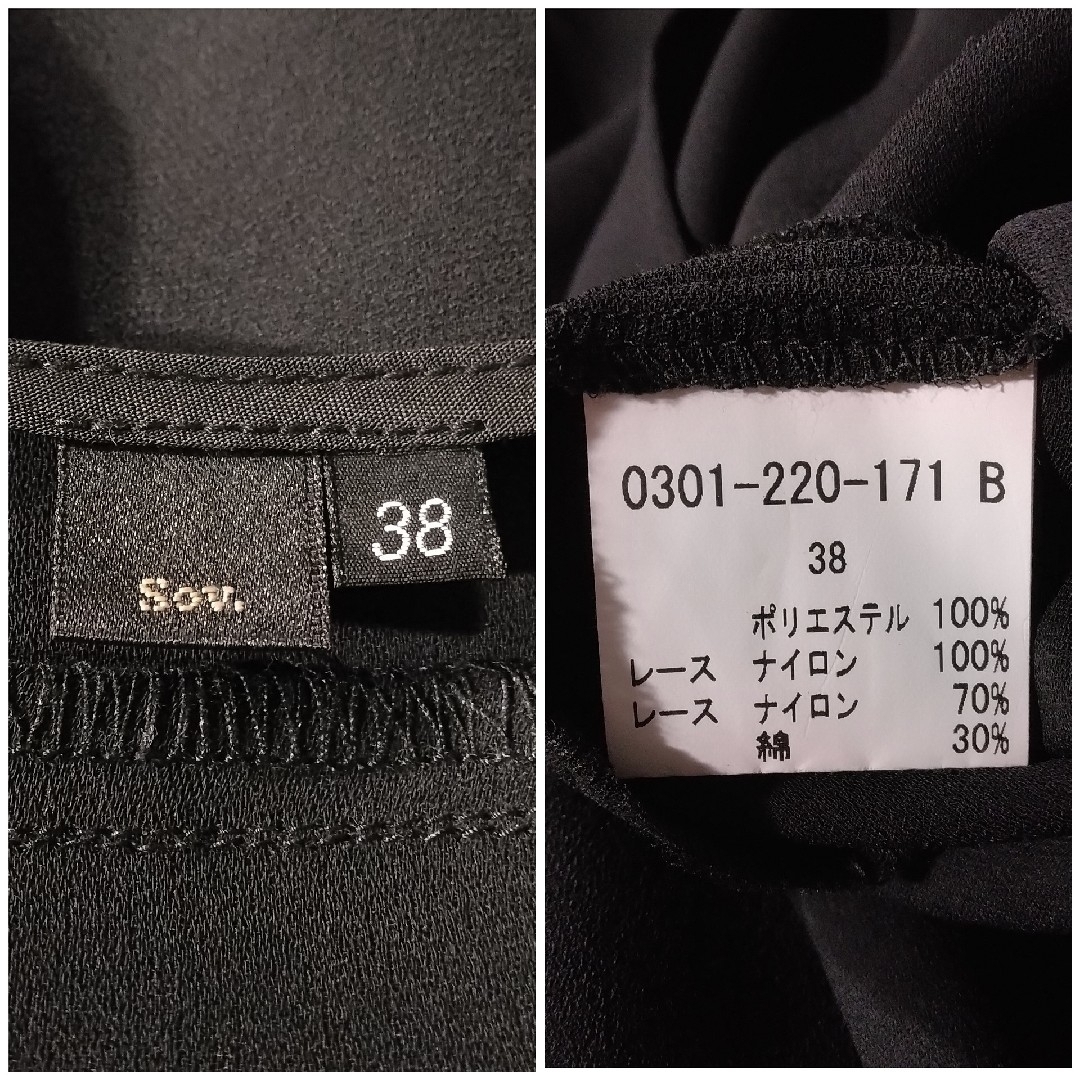 Sov.
38
0301-220-171 B
38
ポリエステル 100%
レース ナイロン 100%
レース ナイロン 70%
綿 30%